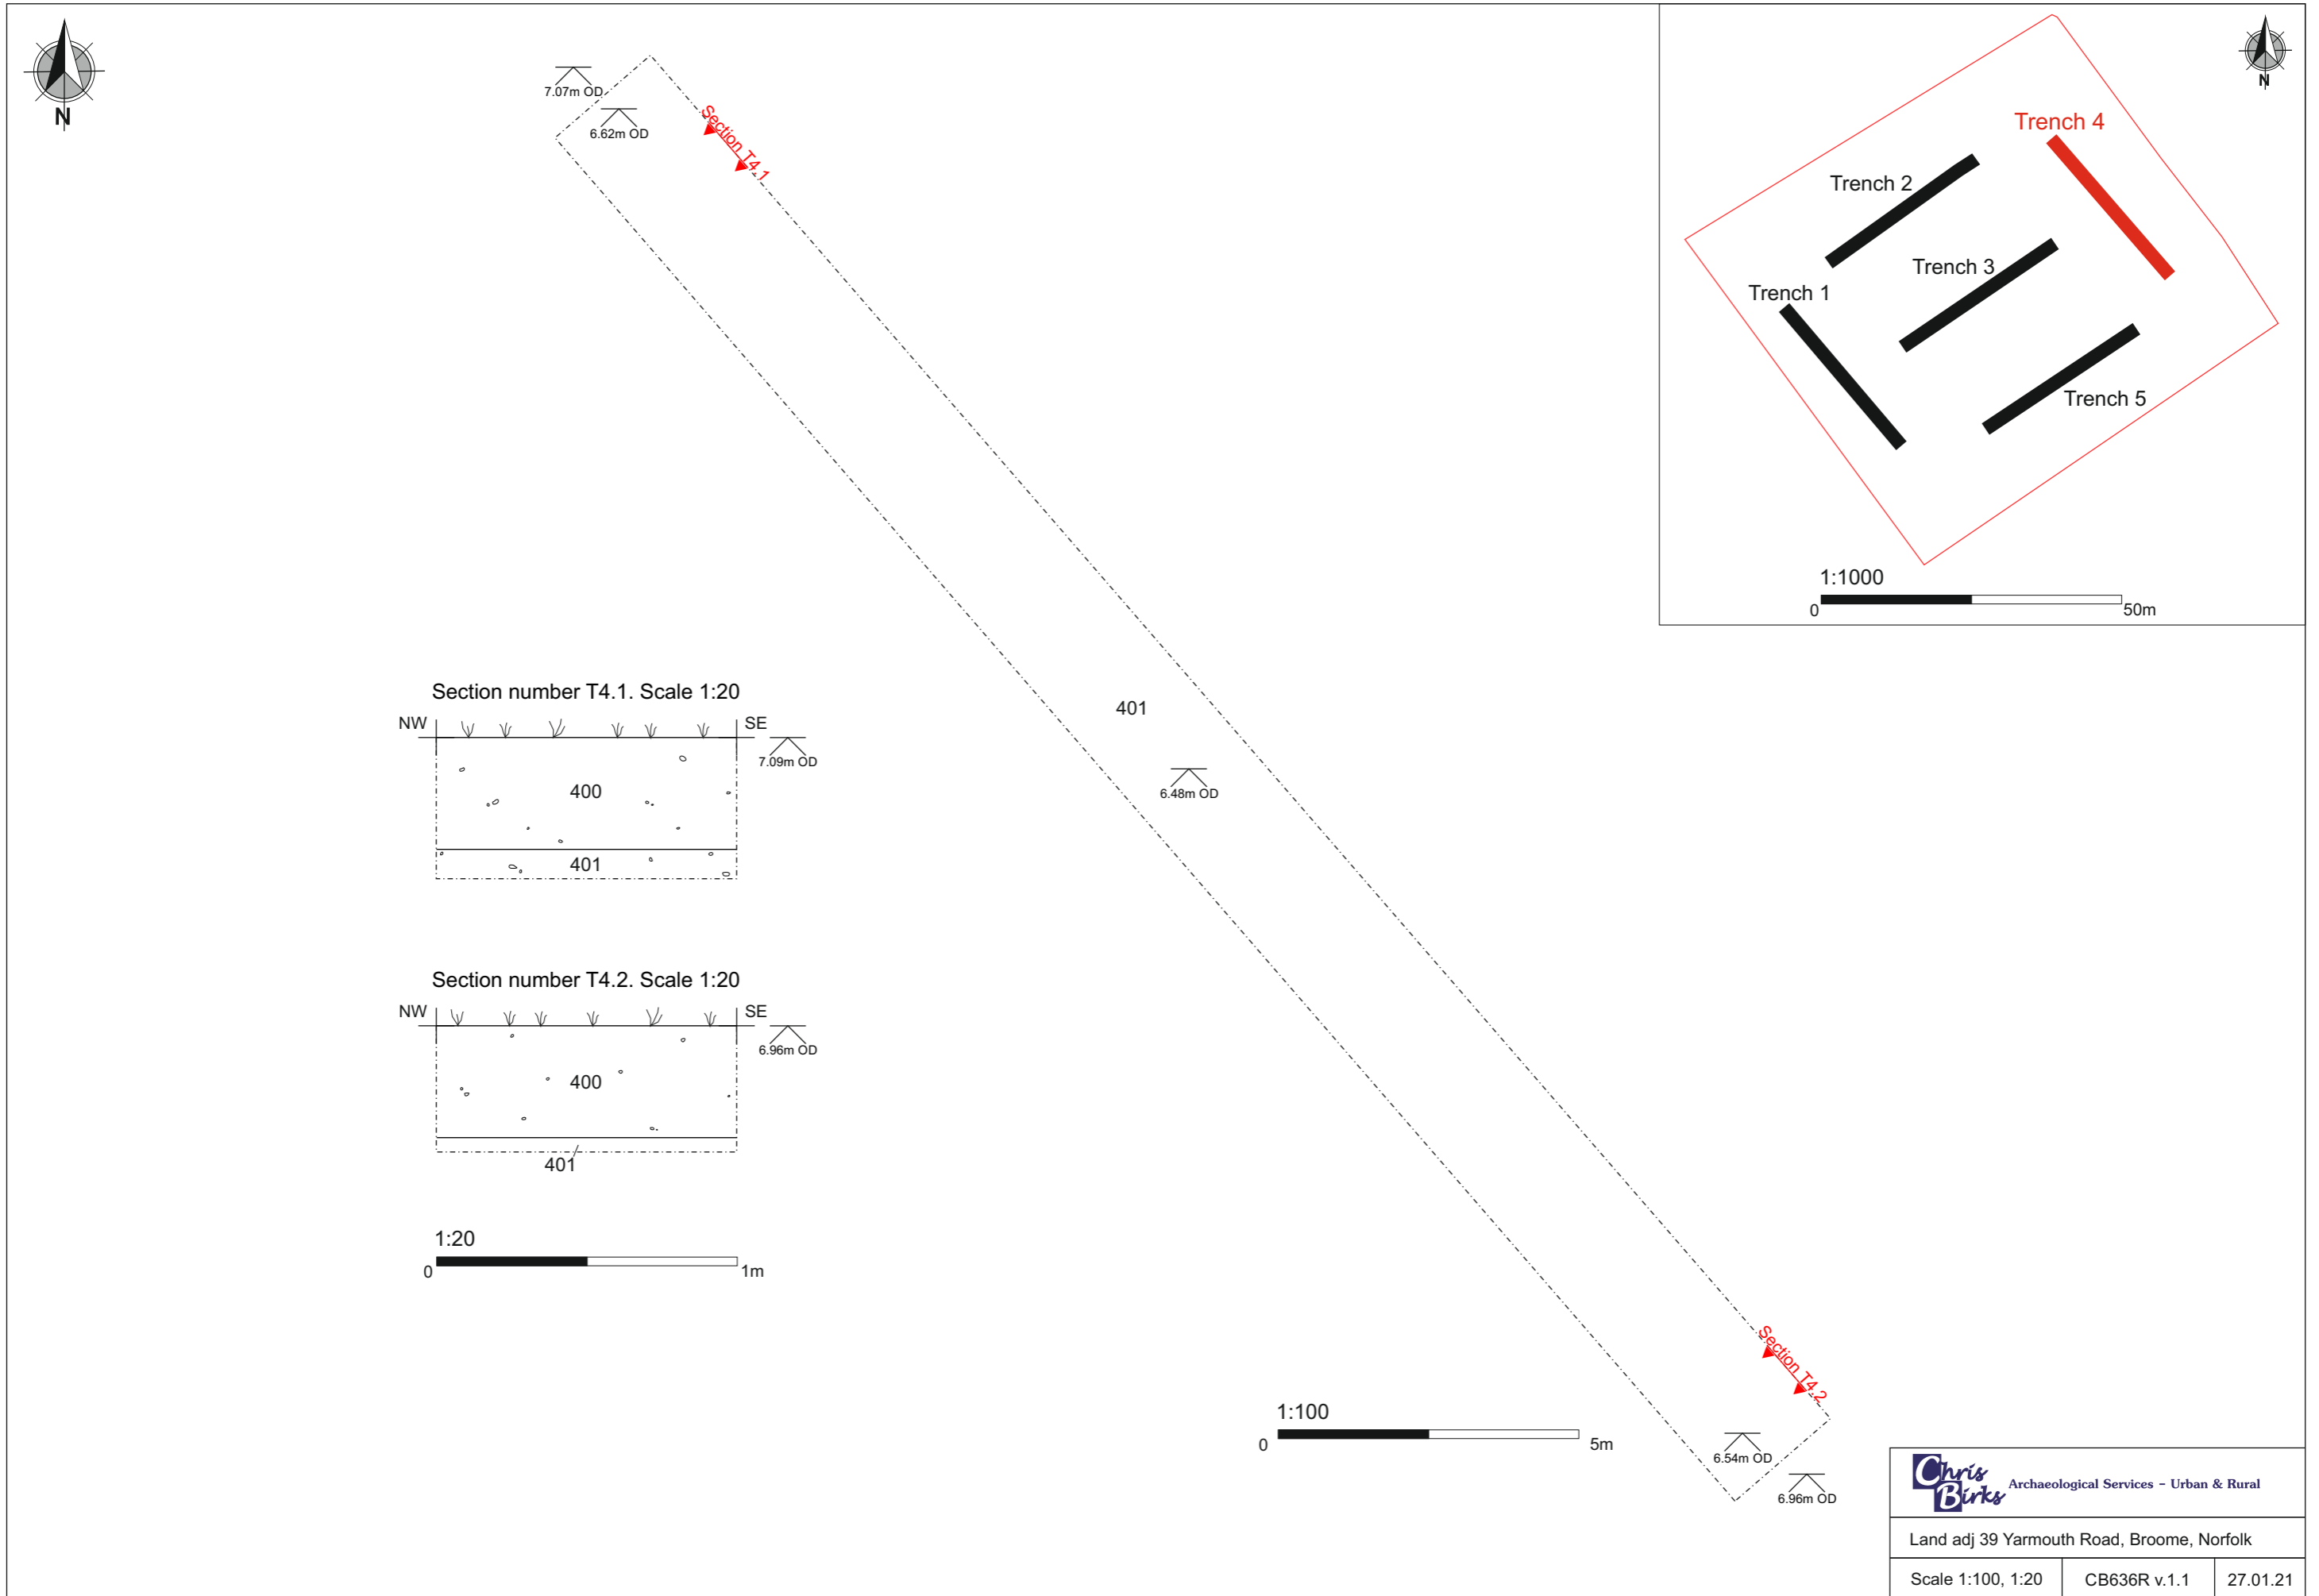 N
7.07m OD
6.62m OD
Section T4.1
N
Trench 4
Trench 2
Trench 3
Trench 1
Trench 5
1:1000
0
50m
Section number T4.1. Scale 1:20
NW
SE
7.09m OD
400
401
401
6.48m OD
Section number T4.2. Scale 1:20
NW
SE
6.96m OD
400
401
1:20
0
1m
Section T4.2
1:100
0
5m
6.54m OD
6.96m OD
Chris Birks
Archaeological Services - Urban & Rural
Land adj 39 Yarmouth Road, Broome, Norfolk
Scale 1:100, 1:20
CB636R v.1.1
27.01.21